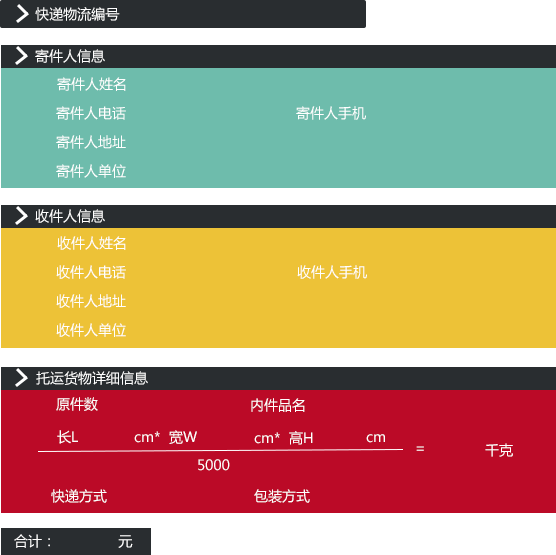 快递物流编号
寄件人信息
寄件人姓名
寄件人电话 寄件人手机
寄件人地址
寄件人单位
收件人信息
收件人姓名
收件人电话 收件人手机
收件人地址
收件人单位
托运货物详细信息
原件数 内件品名
长L cm* 宽W cm* 高H cm
5000
= 千克
快递方式 包装方式
合计： 元